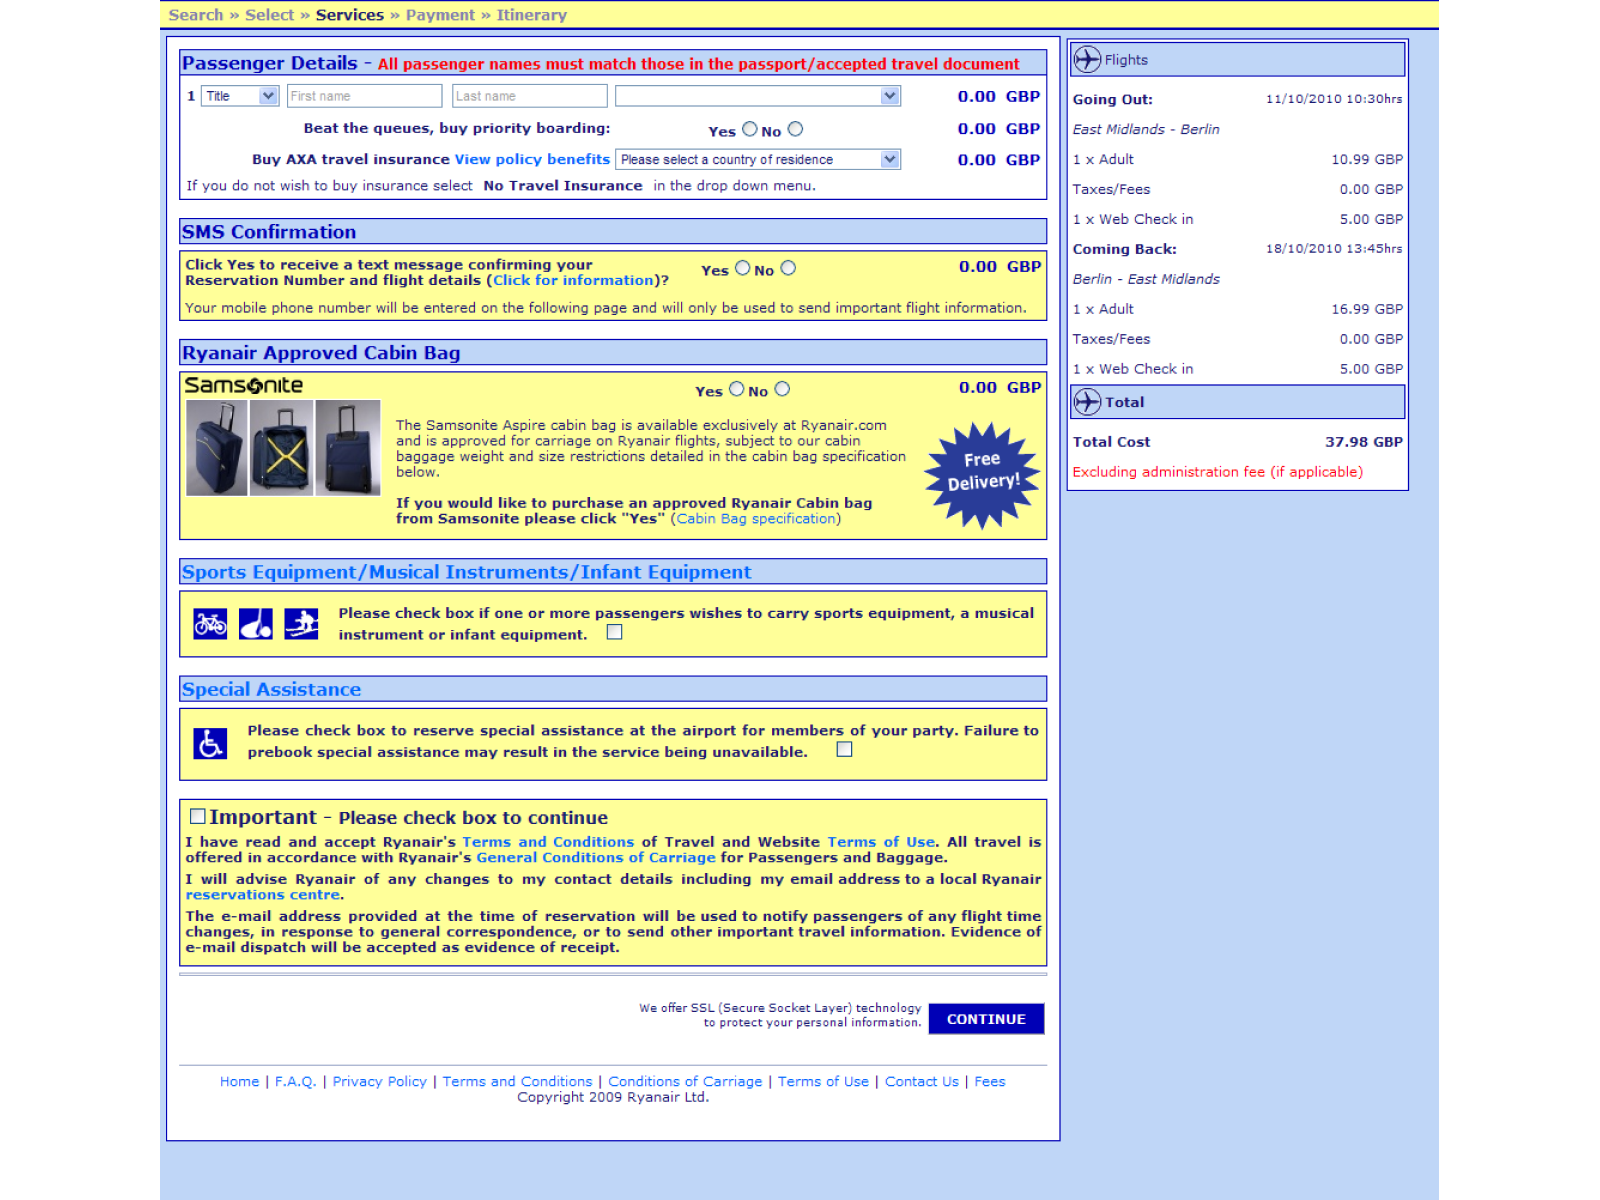 Search » Select » Services » Payment » Itinerary
Passenger Details - All passenger names must match those in the passport/accepted travel document
1 Title First name Last name 0.00 GBP
Beat the queues, buy priority boarding: Yes No 0.00 GBP
Buy AXA travel insurance View policy benefits Please select a country of residence 0.00 GBP
If you do not wish to buy insurance select No Travel Insurance in the drop down menu.
SMS Confirmation
Click Yes to receive a text message confirming your
Reservation Number and flight details (Click for information)? Yes No 0.00 GBP
Your mobile phone number will be entered on the following page and will only be used to send important flight information.
Ryanair Approved Cabin Bag
Samsonite Yes No 0.00 GBP
The Samsonite Aspire cabin bag is available exclusively at Ryanair.com
and is approved for carriage on Ryanair flights, subject to our cabin
baggage weight and size restrictions detailed in the cabin bag specification
below.
If you would like to purchase an approved Ryanair Cabin bag
from Samsonite please click "Yes" (Cabin Bag specification)
Free
Delivery!
Sports Equipment/Musical Instruments/Infant Equipment
Please check box if one or more passengers wishes to carry sports equipment, a musical
instrument or infant equipment.
Special Assistance
Please check box to reserve special assistance at the airport for members of your party. Failure to
prebook special assistance may result in the service being unavailable.
Important - Please check box to continue
I have read and accept Ryanair's Terms and Conditions of Travel and Website Terms of Use. All travel is
offered in accordance with Ryanair's General Conditions of Carriage for Passengers and Baggage.
I will advise Ryanair of any changes to my contact details including my email address to a local Ryanair
reservations centre.
The e-mail address provided at the time of reservation will be used to notify passengers of any flight time
changes, in response to general correspondence, or to send other important travel information. Evidence of
e-mail dispatch will be accepted as evidence of receipt.
We offer SSL (Secure Socket Layer) technology
to protect your personal information.
CONTINUE
Home | F.A.Q. | Privacy Policy | Terms and Conditions | Conditions of Carriage | Terms of Use | Contact Us | Fees
Copyright 2009 Ryanair Ltd.
Flights
Going Out: 11/10/2010 10:30hrs
East Midlands - Berlin
1 x Adult 10.99 GBP
Taxes/Fees 0.00 GBP
1 x Web Check in 5.00 GBP
Coming Back: 18/10/2010 13:45hrs
Berlin - East Midlands
1 x Adult 16.99 GBP
Taxes/Fees 0.00 GBP
1 x Web Check in 5.00 GBP
Total
Total Cost 37.98 GBP
Excluding administration fee (if applicable)